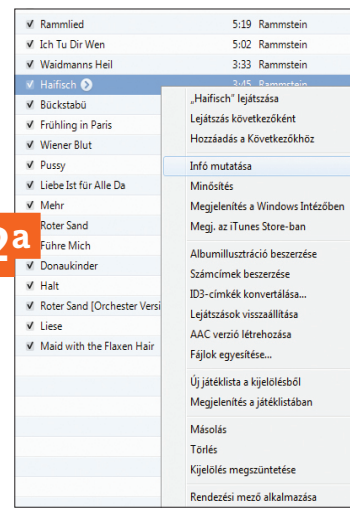 Rammlied 5:19 Rammstein
Ich Tu Dir Wen 5:02 Rammstein
Waidmanns Heil 3:33 Rammstein
Haifisch 3:45 Rammstein
Bückstabü
Frühling in Paris
Wiener Blut
Pussy
Liebe Ist für Alle Da
Mehr
Roter Sand
Führe Mich
Donaukinder
Halt
Roter Sand [Orchester Versi
Liese
Maid with the Flaxen Hair
2a
„Haifisch” lejátszása
Lejátszás következőként
Hozzáadás a Következőkhöz
Infó mutatása
Minősítés
Megjelenítés a Windows Intézőben
Megj. az iTunes Store-ban
Albumillusztráció beszerzése
Számcímek beszerzése
ID3-címkék konvertálása...
Lejátszások visszaállítása
AAC verzió létrehozása
Fájlok egyesítése...
Új játéklista a kijelölésből
Megjelenítés a játéklistában
Másolás
Törlés
Kijelölés megszüntetése
Rendezési mező alkalmazása